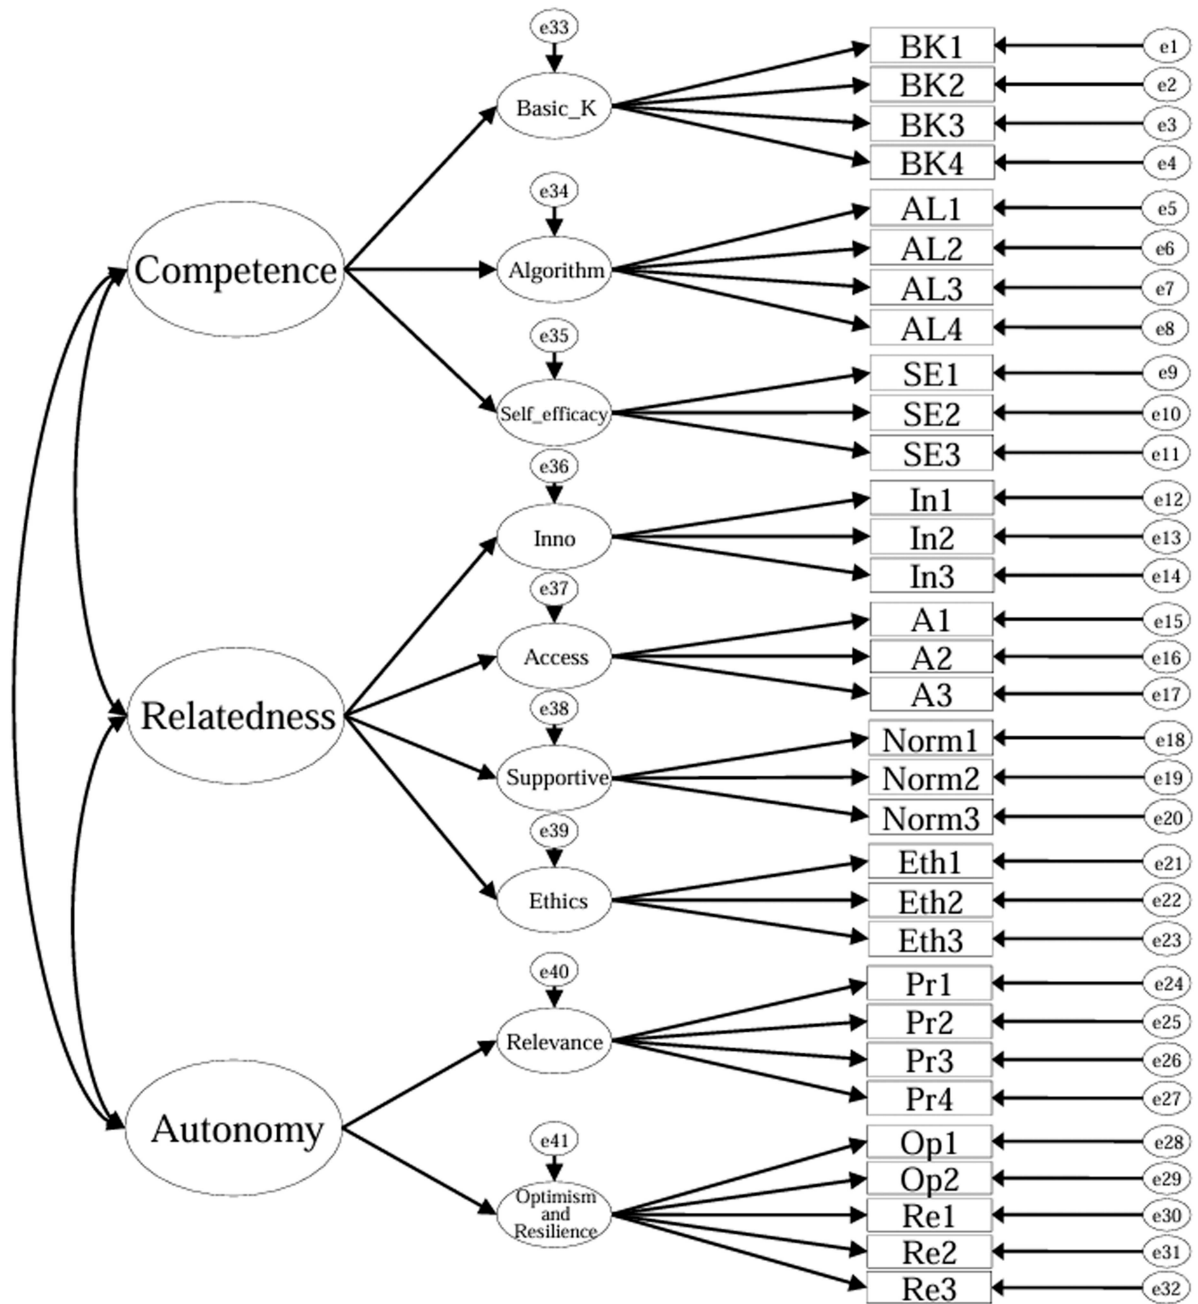 e33
BK1
e1
Basic_K
BK2
e2
BK3
e3
BK4
e4
e34
AL1
e5
Competence
Algorithm
AL2
e6
AL3
e7
AL4
e8
e35
SE1
e9
Self_efficacy
SE2
e10
SE3
e11
e36
In1
e12
Inno
In2
e13
In3
e14
e37
A1
e15
Relatedness
Access
A2
e16
A3
e17
e38
Norm1
e18
Supportive
Norm2
e19
Norm3
e20
e39
Eth1
e21
Ethics
Eth2
e22
Eth3
e23
e40
Pr1
e24
Relevance
Pr2
e25
Pr3
e26
Pr4
e27
Autonomy
e41
Op1
e28
Optimism
and
Resilience
Op2
e29
Re1
e30
Re2
e31
Re3
e32